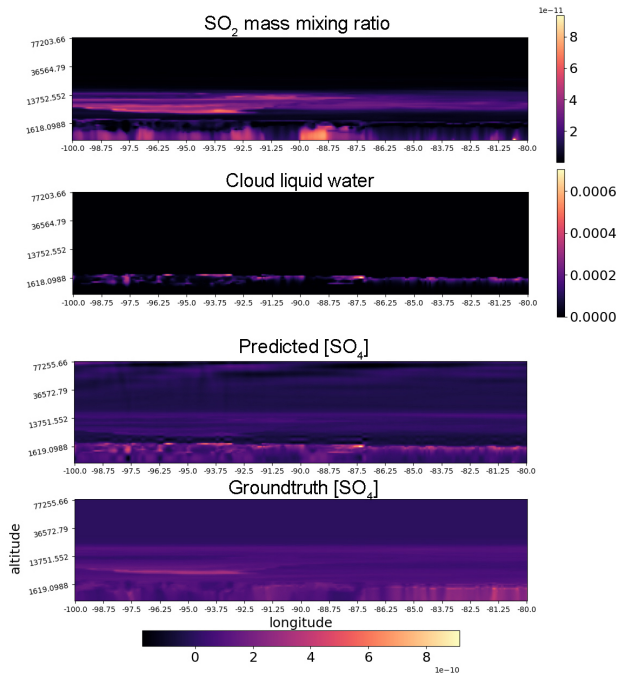 SO2 mass mixing ratio
1e−11
77203.66
36564.79
13752.552
1618.0988
-100.0 -98.75 -97.5 -96.25 -95.0 -93.75 -92.5 -91.25 -90.0 -88.75 -87.5 -86.25 -85.0 -83.75 -82.5 -81.25 -80.0
8
6
4
2
Cloud liquid water
77203.66
36564.79
13752.552
1618.0988
-100.0 -98.75 -97.5 -96.25 -95.0 -93.75 -92.5 -91.25 -90.0 -88.75 -87.5 -86.25 -85.0 -83.75 -82.5 -81.25 -80.0
0.0006
0.0004
0.0002
0.0000
Predicted [SO4]
77255.66
36572.79
13751.552
1619.0988
-100.0 -98.75 -97.5 -96.25 -95.0 -93.75 -92.5 -91.25 -90.0 -88.75 -87.5 -86.25 -85.0 -83.75 -82.5 -81.25 -80.0
Groundtruth [SO4]
altitude
77255.66
36572.79
13751.552
1619.0988
-100.0 -98.75 -97.5 -96.25 -95.0 -93.75 -92.5 -91.25 -90.0 -88.75 -87.5 -86.25 -85.0 -83.75 -82.5 -81.25 -80.0
longitude
0 2 4 6 8
1e−10